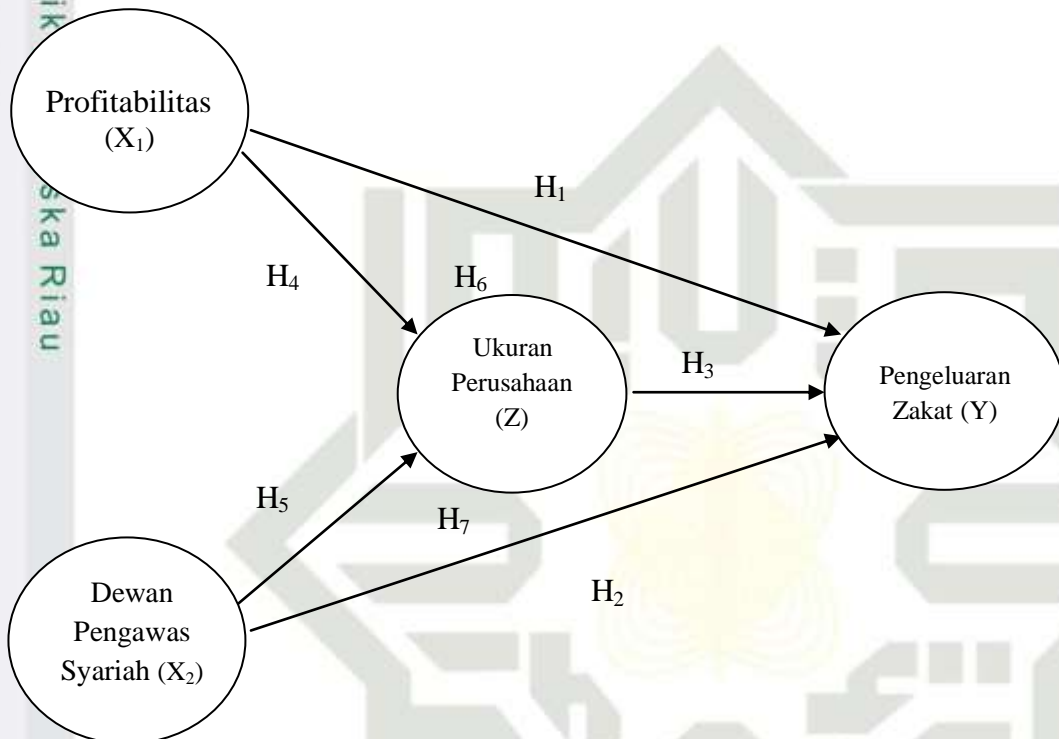 ik
ska Riau
Profitabilitas
(X₁)
H₁
H₄
H₆
Ukuran
Perusahaan
(Z)
H₃
Pengeluaran
Zakat (Y)
H₅
H₇
H₂
Dewan
Pengawas
Syariah (X₂)